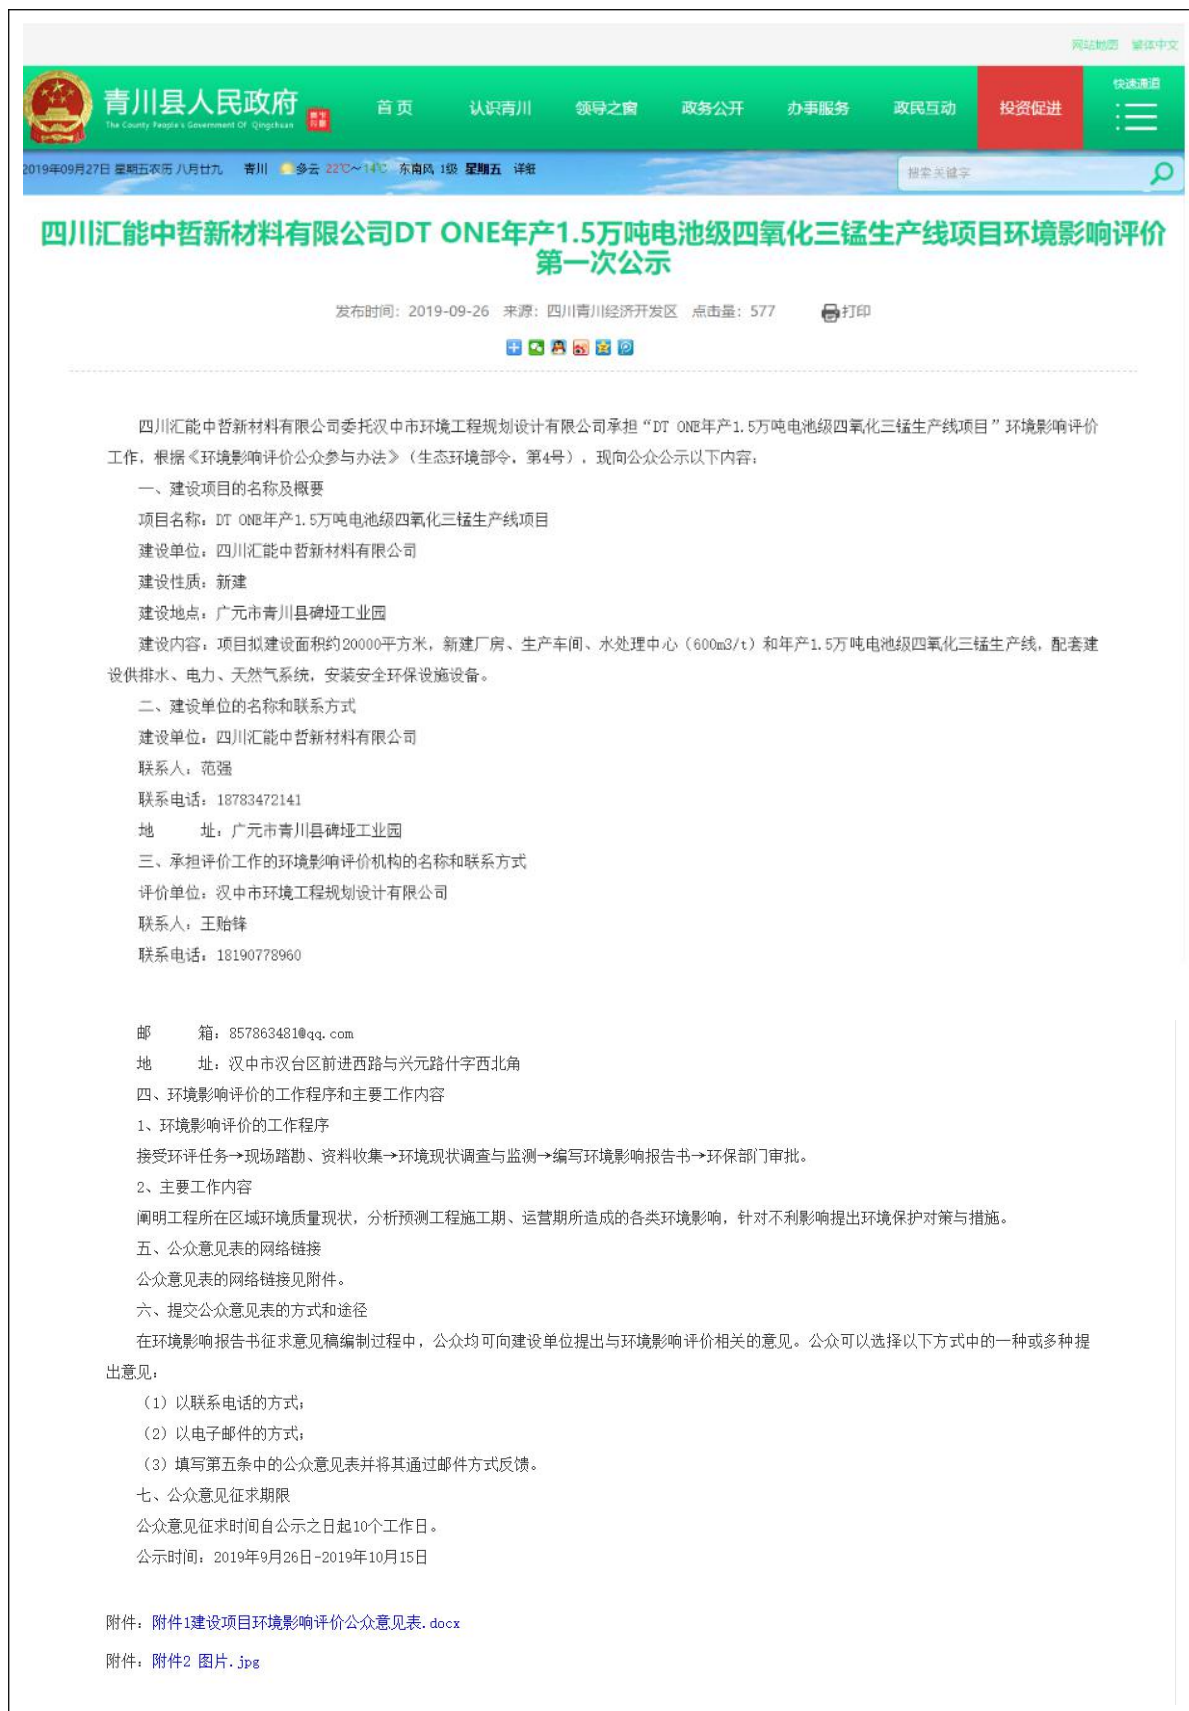 网站地图 繁体中文
青川县人民政府
The County People's Government Of Qingchuan
首页 认识青川 领导之窗 政务公开 办事服务 政民互动 投资促进 快速通道
2019年09月27日 星期五农历 八月廿九 青川 多云 22℃~14℃ 东南风 1级 星期五 详细 搜索关键字
四川汇能中哲新材料有限公司DT ONE年产1.5万吨电池级四氧化三锰生产线项目环境影响评价
第一次公示
发布时间：2019-09-26 来源：四川青川经济开发区 点击量：577 打印
四川汇能中哲新材料有限公司委托汉中市环境工程规划设计有限公司承担“DT ONE年产1.5万吨电池级四氧化三锰生产线项目”环境影响评价
工作，根据《环境影响评价公众参与办法》（生态环境部令，第4号），现向公众公示以下内容：
一、建设项目的名称及概要
项目名称：DT ONE年产1.5万吨电池级四氧化三锰生产线项目
建设单位：四川汇能中哲新材料有限公司
建设性质：新建
建设地点：广元市青川县碑垭工业园
建设内容：项目拟建设面积约20000平方米，新建厂房、生产车间、水处理中心（600m3/t）和年产1.5万吨电池级四氧化三锰生产线，配套建
设供排水、电力、天然气系统，安装安全环保设施设备。
二、建设单位的名称和联系方式
建设单位：四川汇能中哲新材料有限公司
联系人：范强
联系电话：18783472141
地 址：广元市青川县碑垭工业园
三、承担评价工作的环境影响评价机构的名称和联系方式
评价单位：汉中市环境工程规划设计有限公司
联系人：王贻锋
联系电话：18190778960
邮 箱：857863481@qq.com
地 址：汉中市汉台区前进西路与兴元路什字西北角
四、环境影响评价的工作程序和主要工作内容
1、环境影响评价的工作程序
接受环评任务→现场踏勘、资料收集→环境现状调查与监测→编写环境影响报告书→环保部门审批。
2、主要工作内容
阐明工程所在区域环境质量现状，分析预测工程施工期、运营期所造成的各类环境影响，针对不利影响提出环境保护对策与措施。
五、公众意见表的网络链接
公众意见表的网络链接见附件。
六、提交公众意见表的方式和途径
在环境影响报告书征求意见稿编制过程中，公众均可向建设单位提出与环境影响评价相关的意见。公众可以选择以下方式中的一种或多种提
出意见：
（1）以联系电话的方式；
（2）以电子邮件的方式；
（3）填写第五条中的公众意见表并将其通过邮件方式反馈。
七、公众意见征求期限
公众意见征求时间自公示之日起10个工作日。
公示时间：2019年9月26日-2019年10月15日
附件：附件1建设项目环境影响评价公众意见表.docx
附件：附件2 图片.jpg